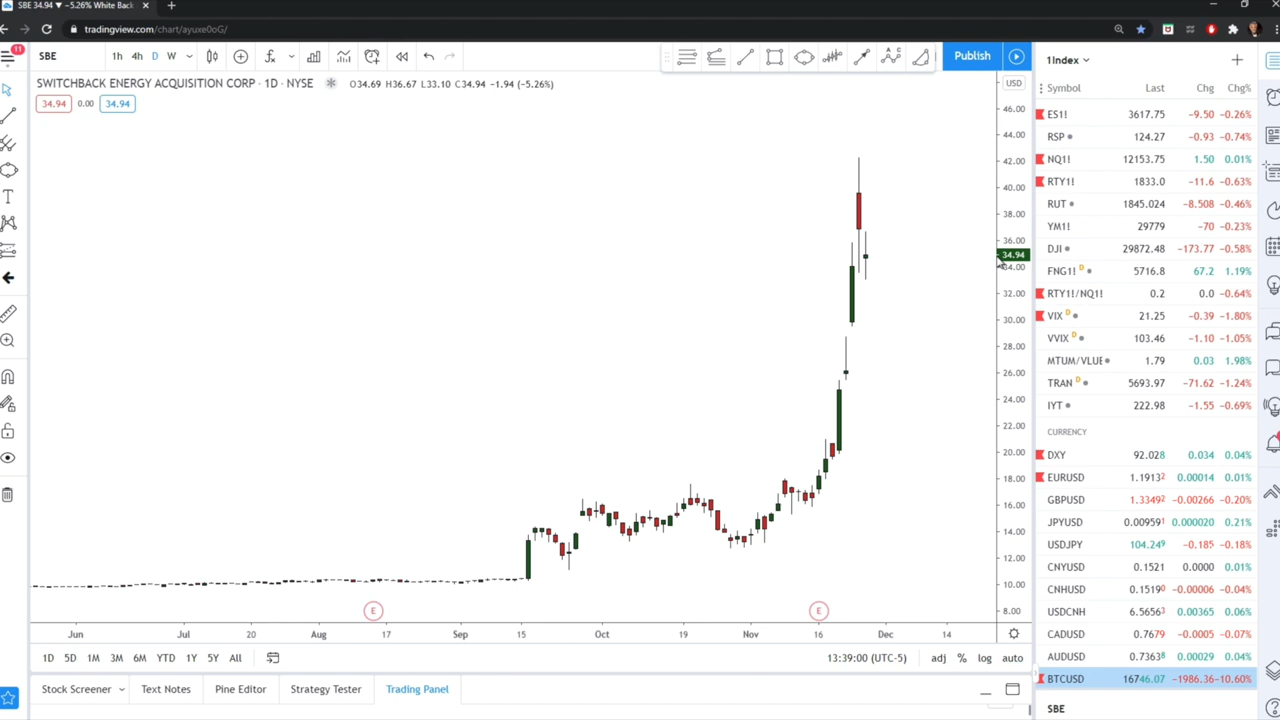 SBE 34.94 ▼ −5.26% White Back
tradingview.com/chart/ayuxe0oG/
11
SBE 1h 4h D W
Publish
1Index
SWITCHBACK ENERGY ACQUISITION CORP · 1D · NYSE O34.69 H36.67 L33.10 C34.94 −1.94 (−5.26%)
34.94 0.00 34.94
USD
46.00
44.00
42.00
40.00
38.00
36.00
34.94
34.00
32.00
30.00
28.00
26.00
24.00
22.00
20.00
18.00
16.00
14.00
12.00
10.00
8.00
E E
Jun Jul 20 Aug 17 Sep 15 Oct 19 Nov 16 Dec 14
1D 5D 1M 3M 6M YTD 1Y 5Y All
13:39:00 (UTC-5) adj % log auto
Stock Screener Text Notes Pine Editor Strategy Tester Trading Panel
Symbol Last Chg Chg%
ES1! 3617.75 −9.50 −0.26%
RSP 124.27 −0.93 −0.74%
NQ1! 12153.75 1.50 0.01%
RTY1! 1833.0 −11.6 −0.63%
RUT 1845.024 −8.508 −0.46%
YM1! 29779 −70 −0.23%
DJI 29872.48 −173.77 −0.58%
FNG1! D 5716.8 67.2 1.19%
RTY1!/NQ1! 0.2 0.0 −0.64%
VIX D 21.25 −0.39 −1.80%
VVIX D 103.46 −1.10 −1.05%
MTUM/VLUE 1.79 0.03 1.98%
TRAN D 5693.97 −71.62 −1.24%
IYT 222.98 −1.55 −0.69%
CURRENCY
DXY 92.028 0.034 0.04%
EURUSD 1.19132 0.00014 0.01%
GBPUSD 1.33492 −0.00266 −0.20%
JPYUSD 0.009591 0.000020 0.21%
USDJPY 104.249 −0.185 −0.18%
CNYUSD 0.1521 0.0000 0.01%
CNHUSD 0.15190 −0.00006 −0.04%
USDCNH 6.56563 0.00365 0.06%
CADUSD 0.7679 −0.0005 −0.07%
AUDUSD 0.73638 0.00029 0.04%
BTCUSD 16746.07 −1986.36 −10.60%
SBE